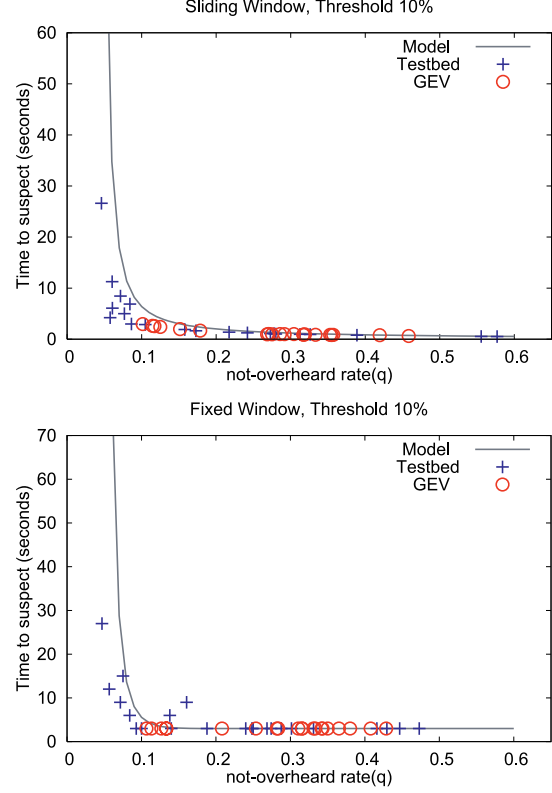 Sliding Window, Threshold 10%
60
50
40
30
20
10
0
Time to suspect (seconds)
Model
Testbed
GEV
0 0.1 0.2 0.3 0.4 0.5 0.6
not-overheard rate(q)
Fixed Window, Threshold 10%
70
60
50
40
30
20
10
0
Time to suspect (seconds)
Model
Testbed
GEV
0 0.1 0.2 0.3 0.4 0.5 0.6
not-overheard rate(q)